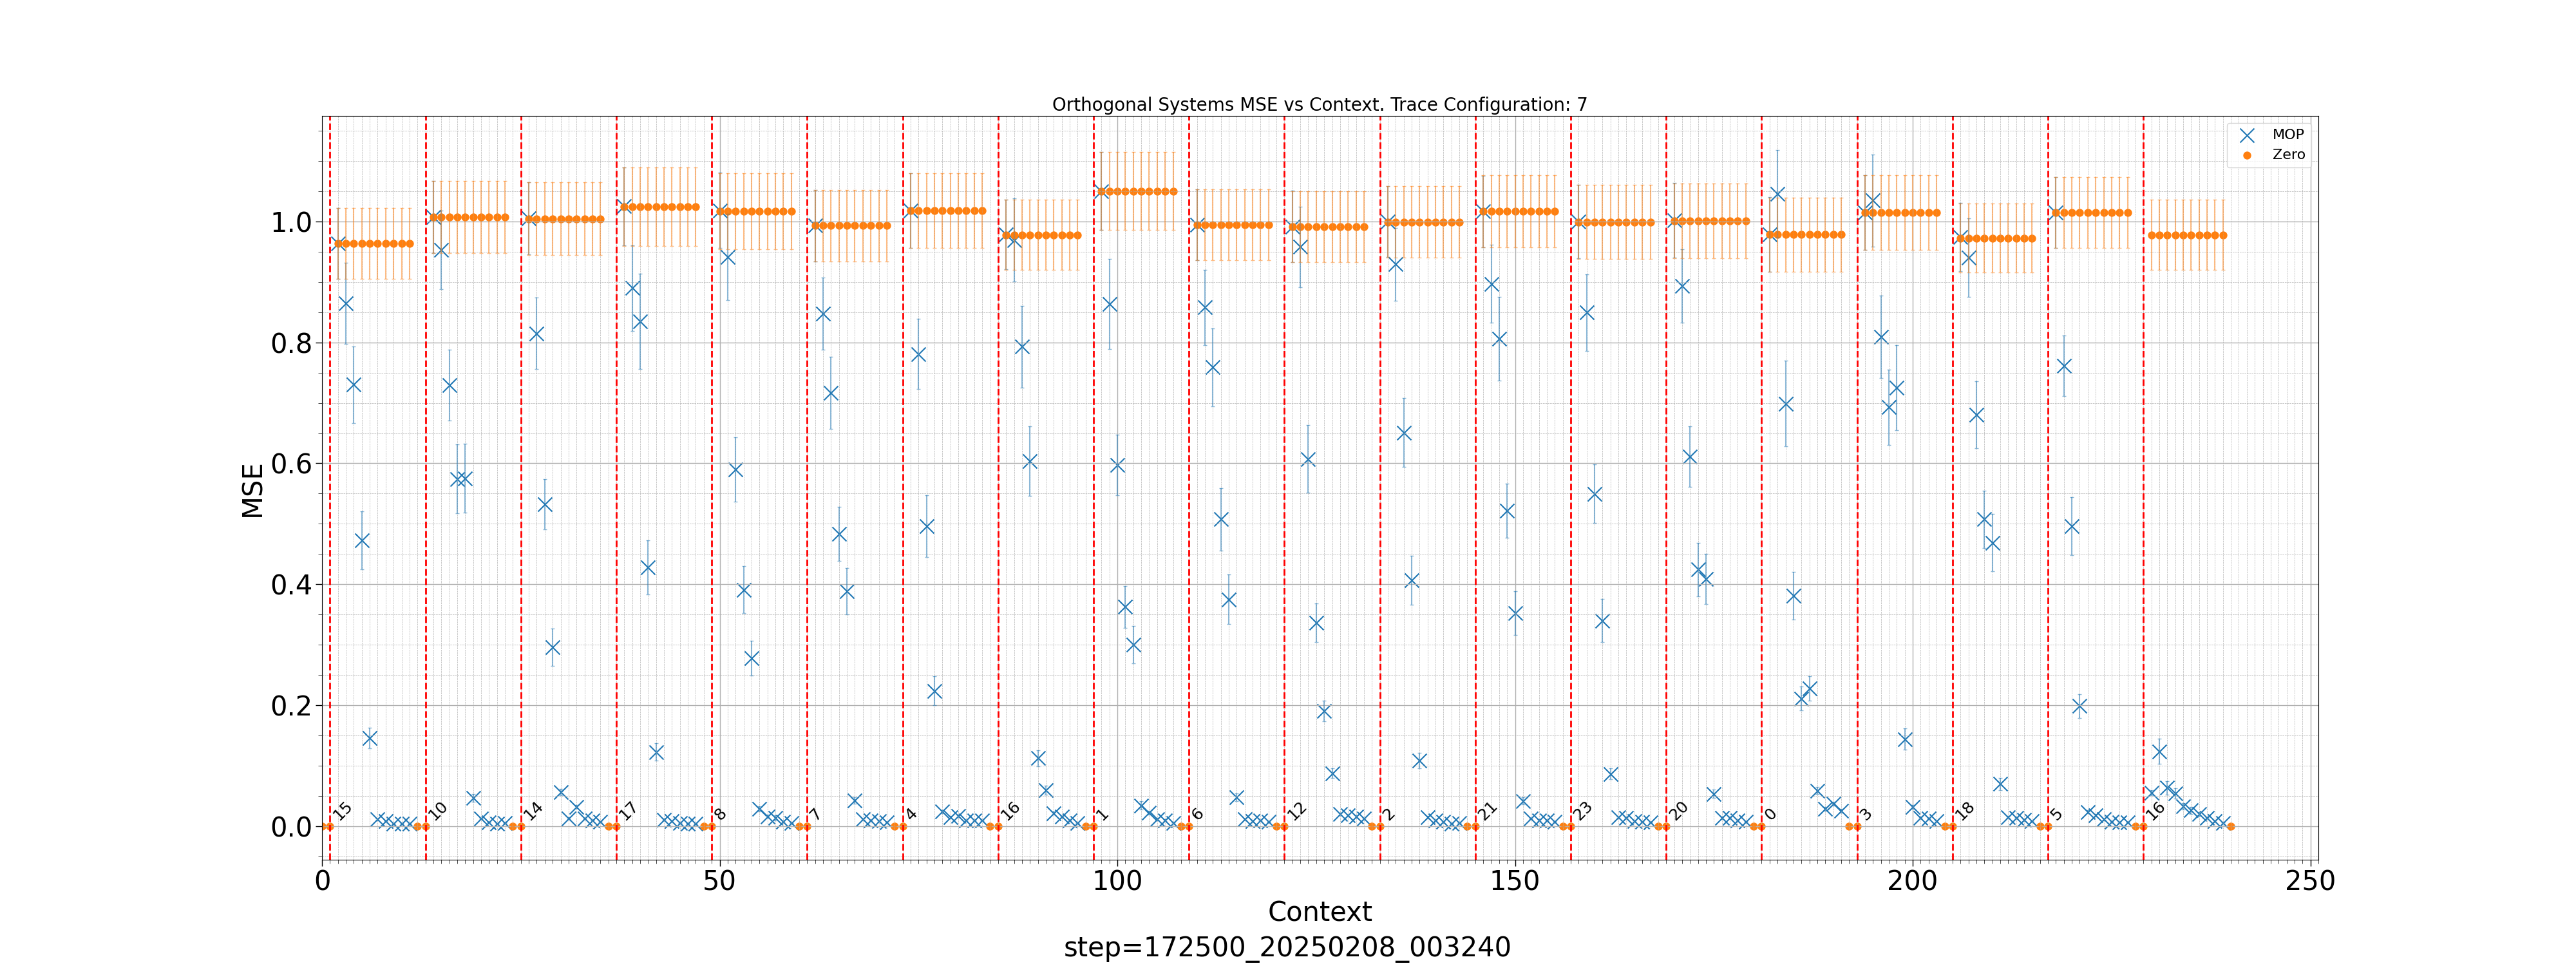 Orthogonal Systems MSE vs Context. Trace Configuration: 7
MOP
Zero
1.0
0.8
0.6
0.4
0.2
0.0
MSE
15 10 14 17 8 7 4 16 1 6 12 2 21 23 20 0 3 18 5 16
0 50 100 150 200 250
Context
step=172500_20250208_003240